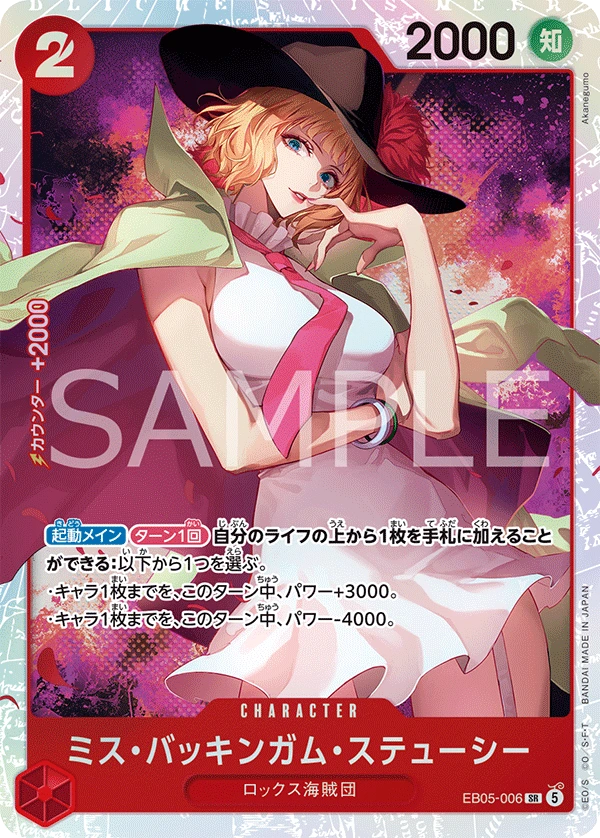 2
2000
知
Akanegumo
カウンター +2000
SAMPLE
起動メイン ターン1回 自分のライフの上から1枚を手札に加えること
ができる:以下から1つを選ぶ。
・キャラ1枚までを、このターン中、パワー+3000。
・キャラ1枚までを、このターン中、パワー-4000。
CHARACTER
ミス・バッキンガム・ステューシー
ロックス海賊団
EB05-006 SR 5
©E.O/S ©O/S・F・T BANDAI MADE IN JAPAN